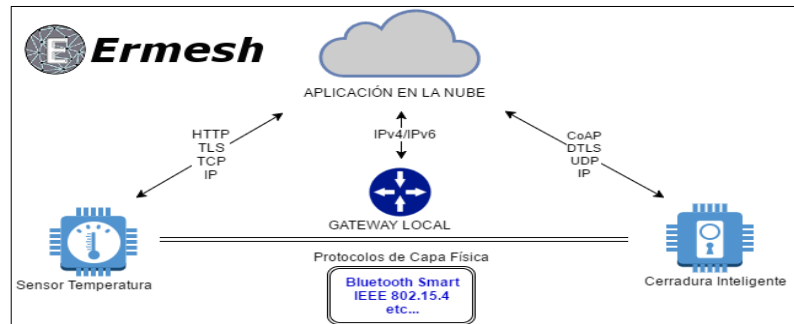 E Ermesh
APLICACIÓN EN LA NUBE
HTTP
TLS
TCP
IP
IPv4/IPv6
CoAP
DTLS
UDP
IP
GATEWAY LOCAL
Sensor Temperatura
Protocolos de Capa Física
Cerradura Inteligente
Bluetooth Smart
IEEE 802.15.4
etc...